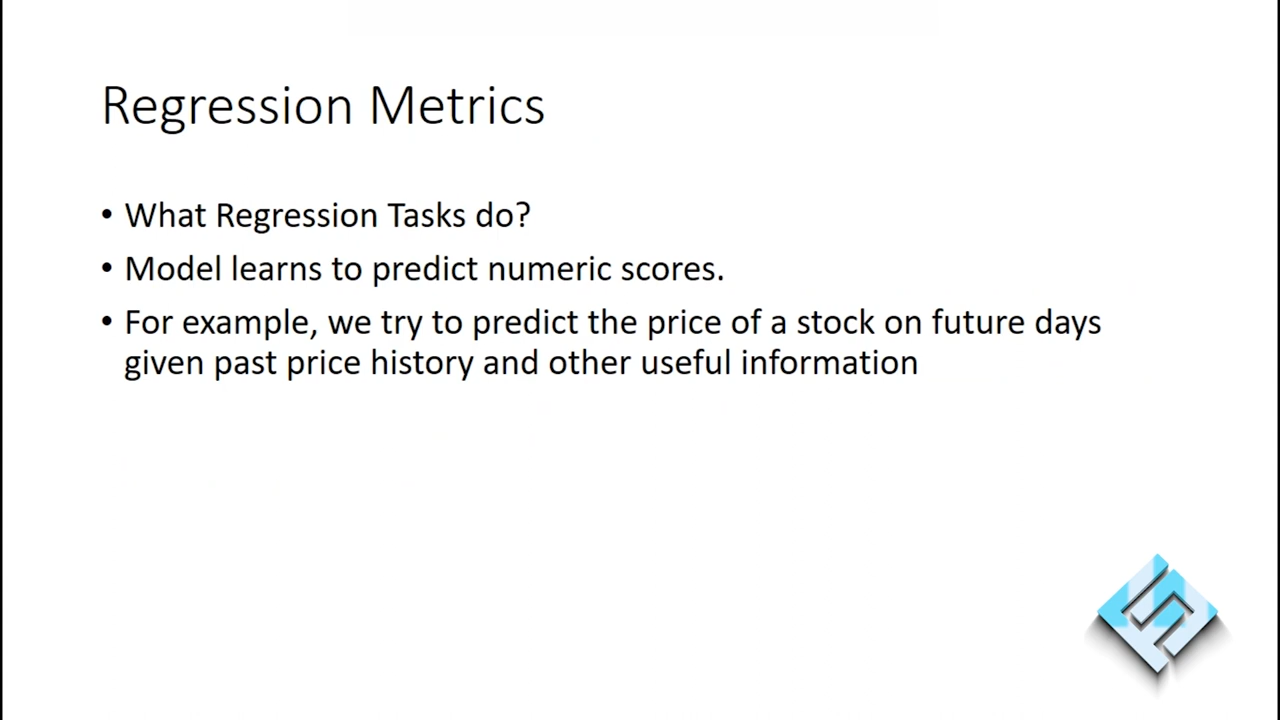 Regression Metrics
• What Regression Tasks do?
• Model learns to predict numeric scores.
• For example, we try to predict the price of a stock on future days
given past price history and other useful information